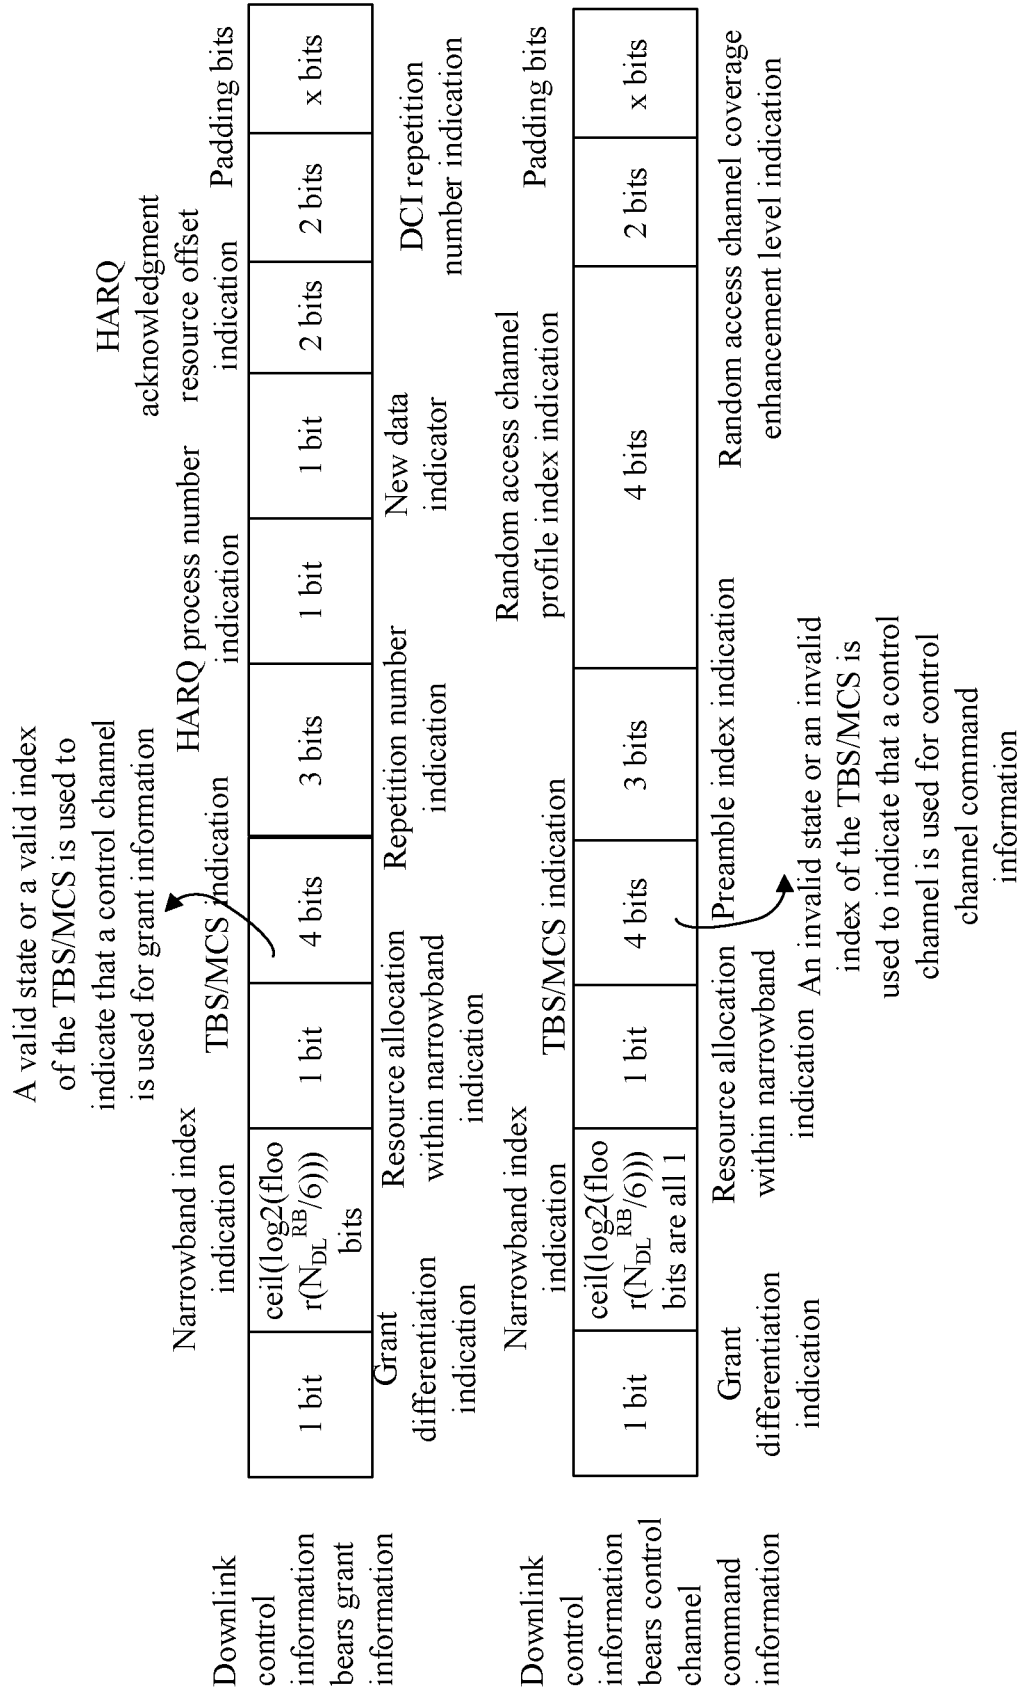 A valid state or a valid index
of the TBS/MCS is used to
indicate that a control channel
is used for grant information
Downlink
control
information
bears grant
information
Narrowband index
indication
TBS/MCS indication
HARQ process number
indication
HARQ
acknowledgment
resource offset
indication
Padding bits
1 bit
ceil(log2(floo
r(N_DL^RB/6)))
bits
1 bit
4 bits
3 bits
1 bit
1 bit
2 bits
2 bits
x bits
Grant
differentiation
indication
Resource allocation
within narrowband
indication
Repetition number
indication
New data
indicator
DCI repetition
number indication
Downlink
control
information
bears control
channel
command
information
Narrowband index
indication
TBS/MCS indication
Random access channel
profile index indication
Padding bits
1 bit
ceil(log2(floo
r(N_DL^RB/6)))
bits are all 1
1 bit
4 bits
3 bits
4 bits
2 bits
x bits
Grant
differentiation
indication
Resource allocation
within narrowband
indication
Preamble index indication
Random access channel coverage
enhancement level indication
An invalid state or an invalid
index of the TBS/MCS is
used to indicate that a control
channel is used for control
channel command
information